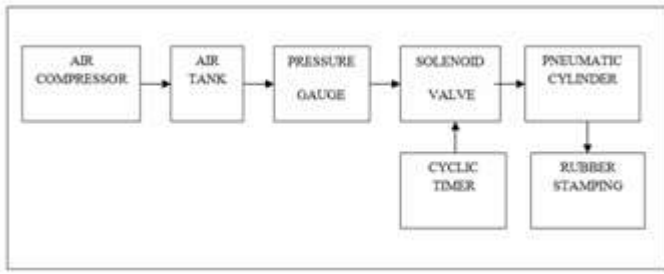 AIR
COMPRESSOR
AIR
TANK
PRESSURE
GAUGE
SOLENOID
VALVE
PNEUMATIC
CYLINDER
CYCLIC
TIMER
RUBBER
STAMPING